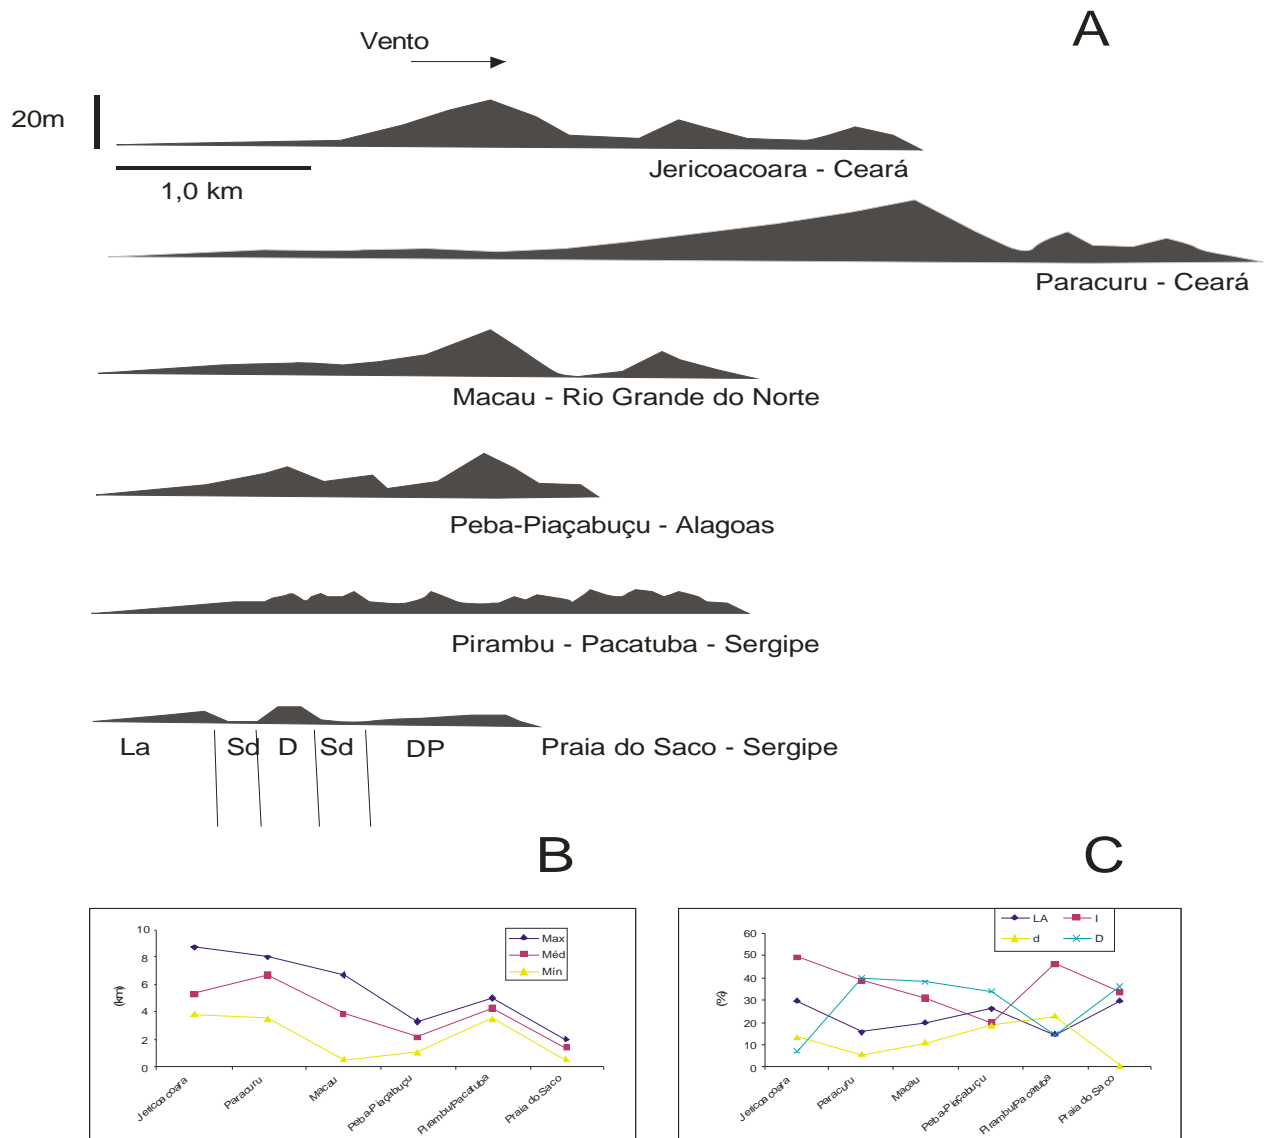 A
Vento
20m
1,0 km
Jericoacoara - Ceará
Paracuru - Ceará
Macau - Rio Grande do Norte
Peba-Piaçabuçu - Alagoas
Pirambu - Pacatuba - Sergipe
La Sd D Sd DP Praia do Saco - Sergipe
B
(km)
10
8
6
4
2
0
Max
Méd
Mín
Jericoacoara
Paracuru
Macau
Peba-Piaçabuçu
Pirambu/Pacatuba
Praia do Saco
C
(%)
60
50
40
30
20
10
0
LA I
d D
Jericoacoara
Paracuru
Macau
Peba-Piaçabuçu
Pirambu/Pacatuba
Praia do Saco